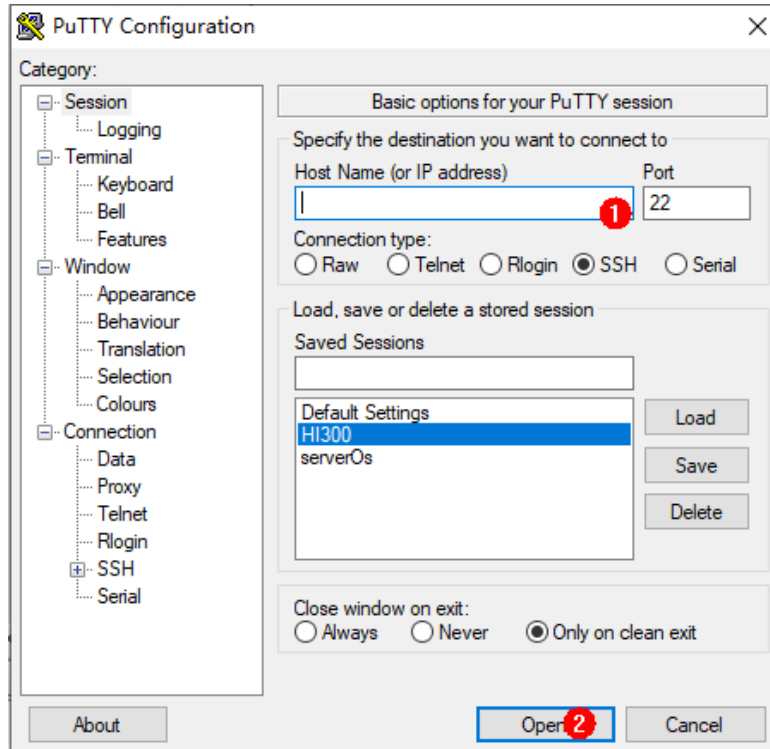 PuTTY Configuration
Category:
Session
Logging
Terminal
Keyboard
Bell
Features
Window
Appearance
Behaviour
Translation
Selection
Colours
Connection
Data
Proxy
Telnet
Rlogin
SSH
Serial
Basic options for your PuTTY session
Specify the destination you want to connect to
Host Name (or IP address) Port
1 22
Connection type:
Raw Telnet Rlogin SSH Serial
Load, save or delete a stored session
Saved Sessions
Default Settings
HI300
serverOs
Load
Save
Delete
Close window on exit:
Always Never Only on clean exit
About Open 2 Cancel